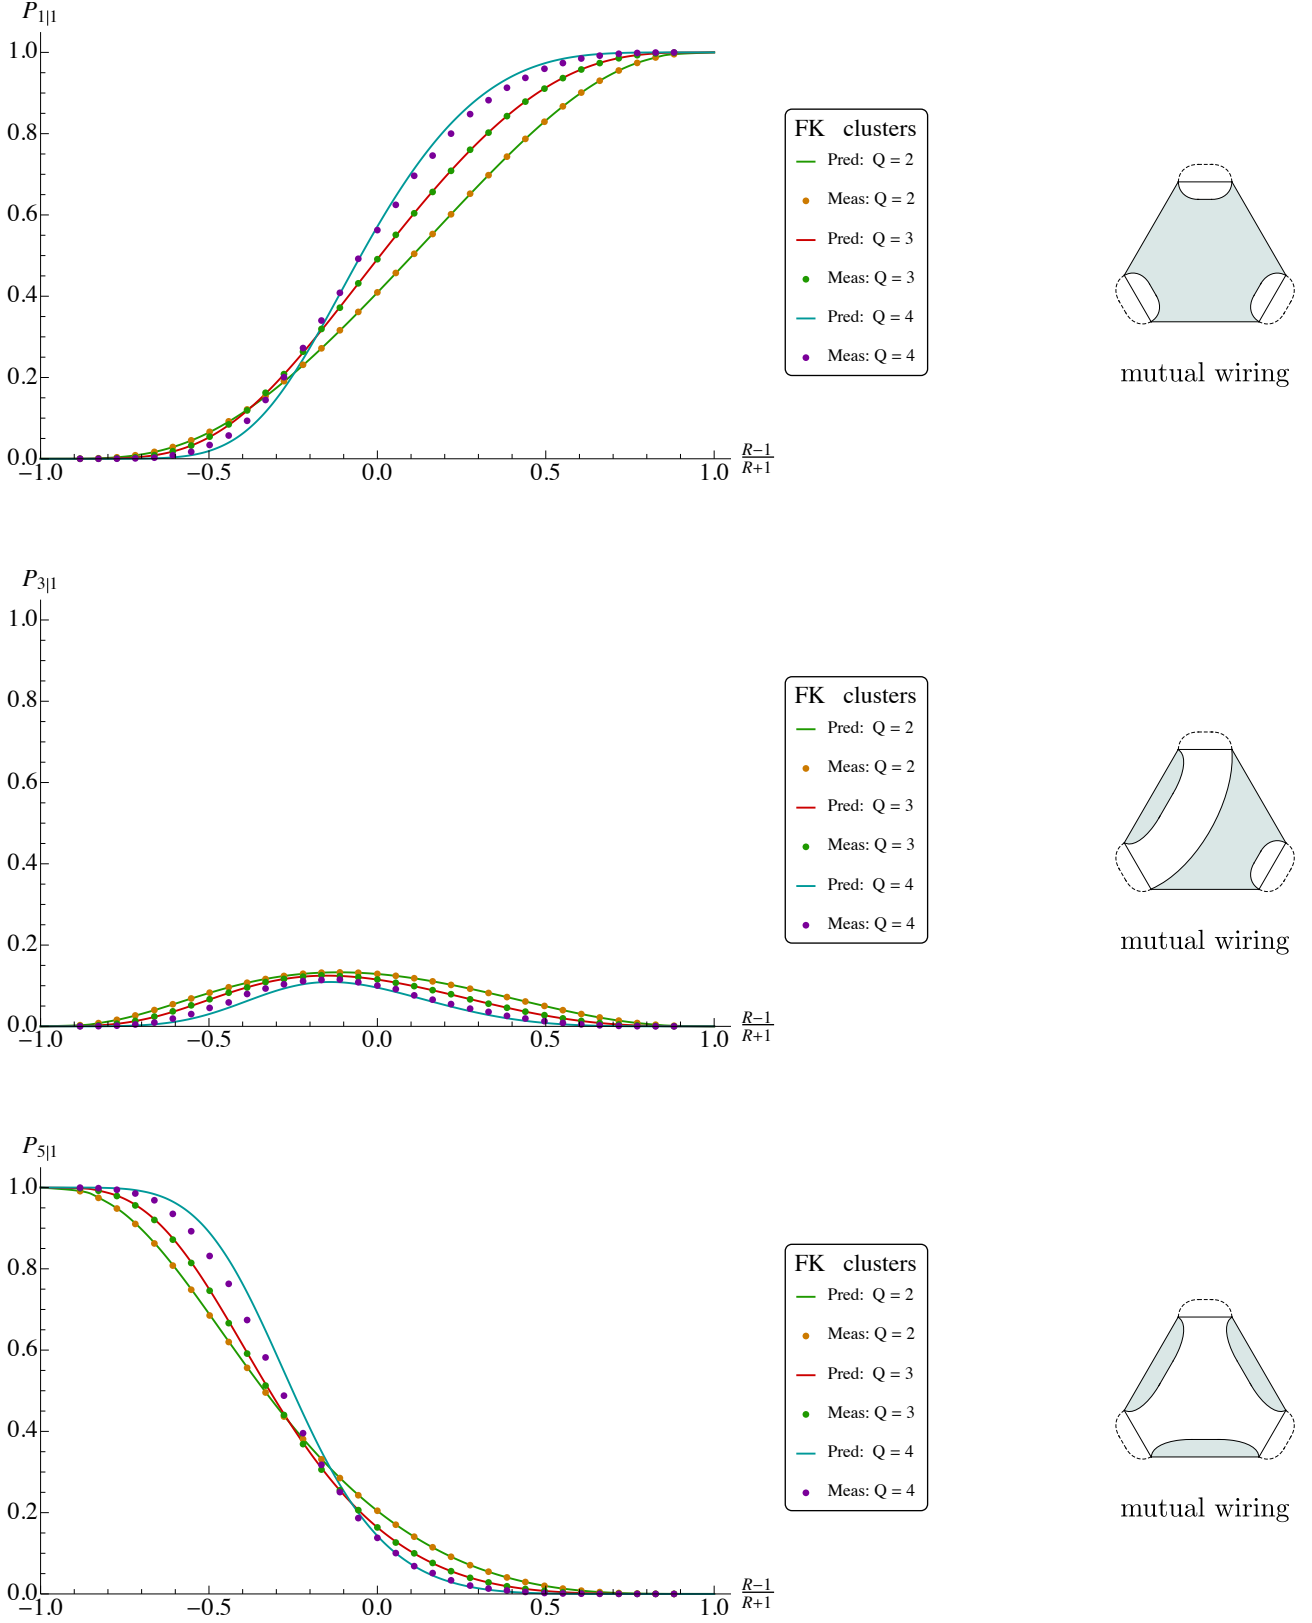 P1|1
1.0
0.8
0.6
0.4
0.2
0.0
−1.0 −0.5 0.0 0.5 1.0
R−1
R+1
FK clusters
Pred: Q = 2
Meas: Q = 2
Pred: Q = 3
Meas: Q = 3
Pred: Q = 4
Meas: Q = 4
mutual wiring
P3|1
1.0
0.8
0.6
0.4
0.2
0.0
−1.0 −0.5 0.0 0.5 1.0
R−1
R+1
FK clusters
Pred: Q = 2
Meas: Q = 2
Pred: Q = 3
Meas: Q = 3
Pred: Q = 4
Meas: Q = 4
mutual wiring
P5|1
1.0
0.8
0.6
0.4
0.2
0.0
−1.0 −0.5 0.0 0.5 1.0
R−1
R+1
FK clusters
Pred: Q = 2
Meas: Q = 2
Pred: Q = 3
Meas: Q = 3
Pred: Q = 4
Meas: Q = 4
mutual wiring